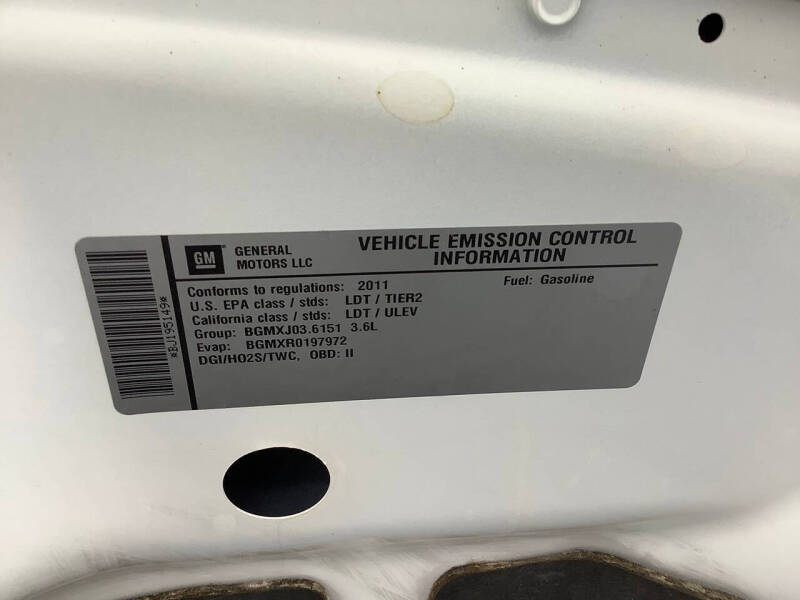 *BJ195149*
GM GENERAL
MOTORS LLC
VEHICLE EMISSION CONTROL
INFORMATION
Conforms to regulations: 2011
Fuel: Gasoline
U.S. EPA class / stds: LDT / TIER2
California class / stds: LDT / ULEV
Group: BGMXJ03.6151 3.6L
Evap: BGMXR0197972
DGI/HO2S/TWC, OBD: II